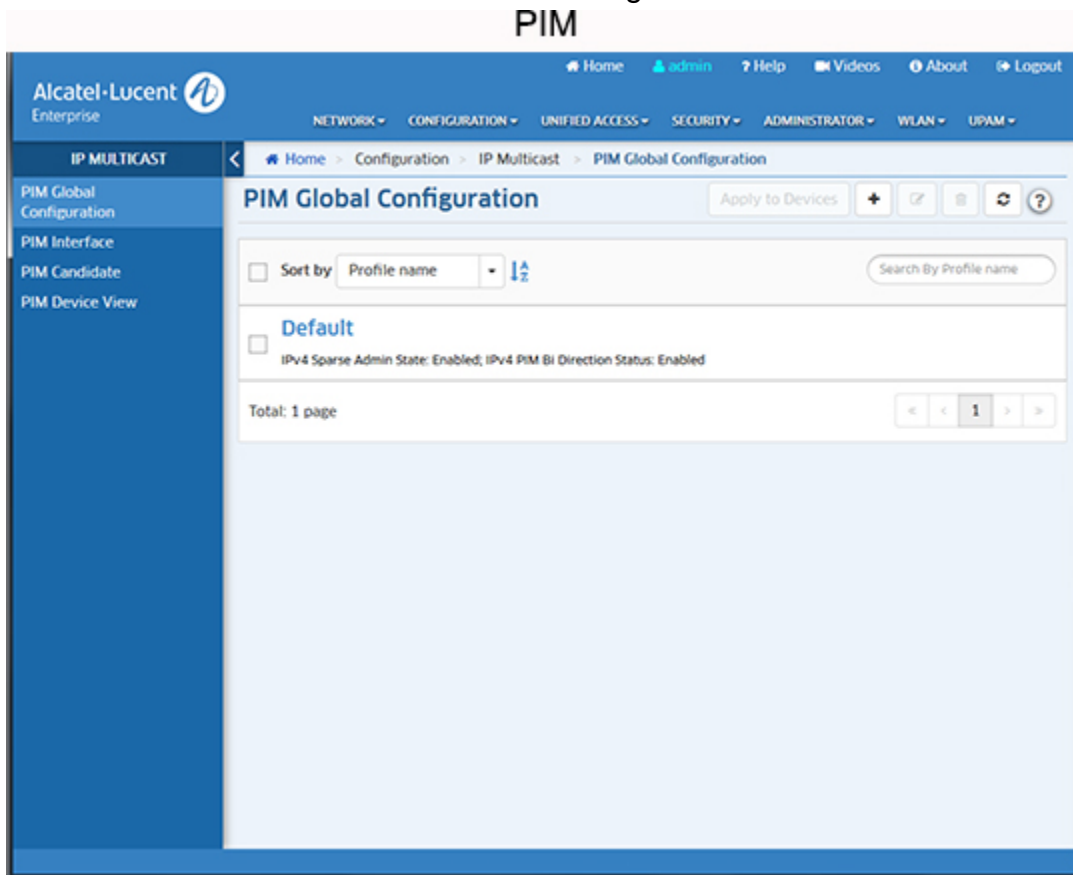 PIM
Home admin ? Help Videos About Logout
Alcatel·Lucent
Enterprise
NETWORK CONFIGURATION UNIFIED ACCESS SECURITY ADMINISTRATOR WLAN UPAM
IP MULTICAST
Home > Configuration > IP Multicast > PIM Global Configuration
PIM Global
Configuration
PIM Interface
PIM Candidate
PIM Device View
PIM Global Configuration
Apply to Devices + ?
Sort by Profile name
Search By Profile name
Default
IPv4 Sparse Admin State: Enabled; IPv4 PIM Bi Direction Status: Enabled
Total: 1 page
« < 1 > »